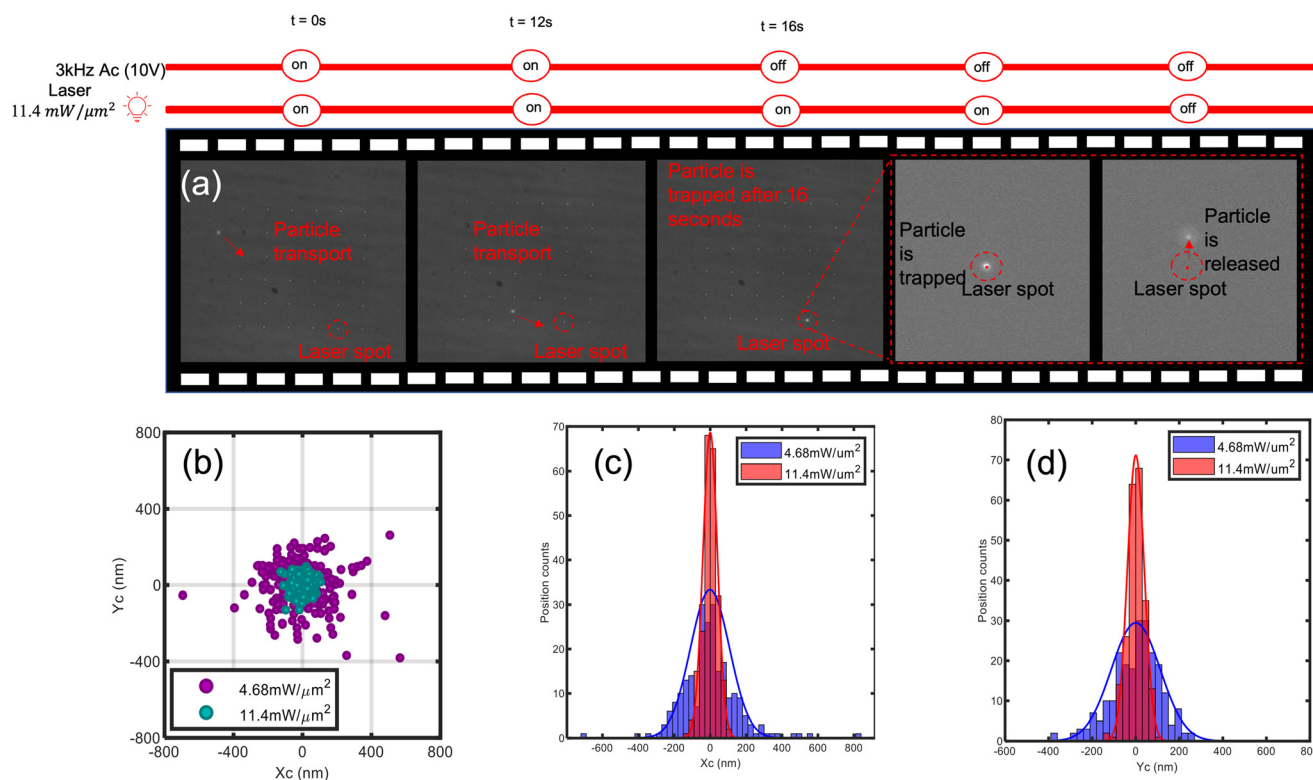 t = 0s
t = 12s
t = 16s
3kHz Ac (10V)
on
on
off
off
off
Laser
11.4 mW/μm²
on
on
on
on
off
(a)
Particle
transport
Laser spot
Particle
transport
Laser spot
Particle is
trapped after 16
seconds
Laser spot
Particle
is
trapped
Laser spot
Particle
is
released
Laser spot
(b)
800
400
0
-400
-800
Yc (nm)
-800
-400
0
400
800
Xc (nm)
4.68mW/μm²
11.4mW/μm²
(c)
70
60
50
40
30
20
10
0
Position counts
-600
-400
-200
0
200
400
600
800
Xc (nm)
4.68mW/um²
11.4mW/um²
(d)
80
70
60
50
40
30
20
10
0
Position counts
-600
-400
-200
0
200
400
600
Yc (nm)
4.68mW/um²
11.4mW/um²